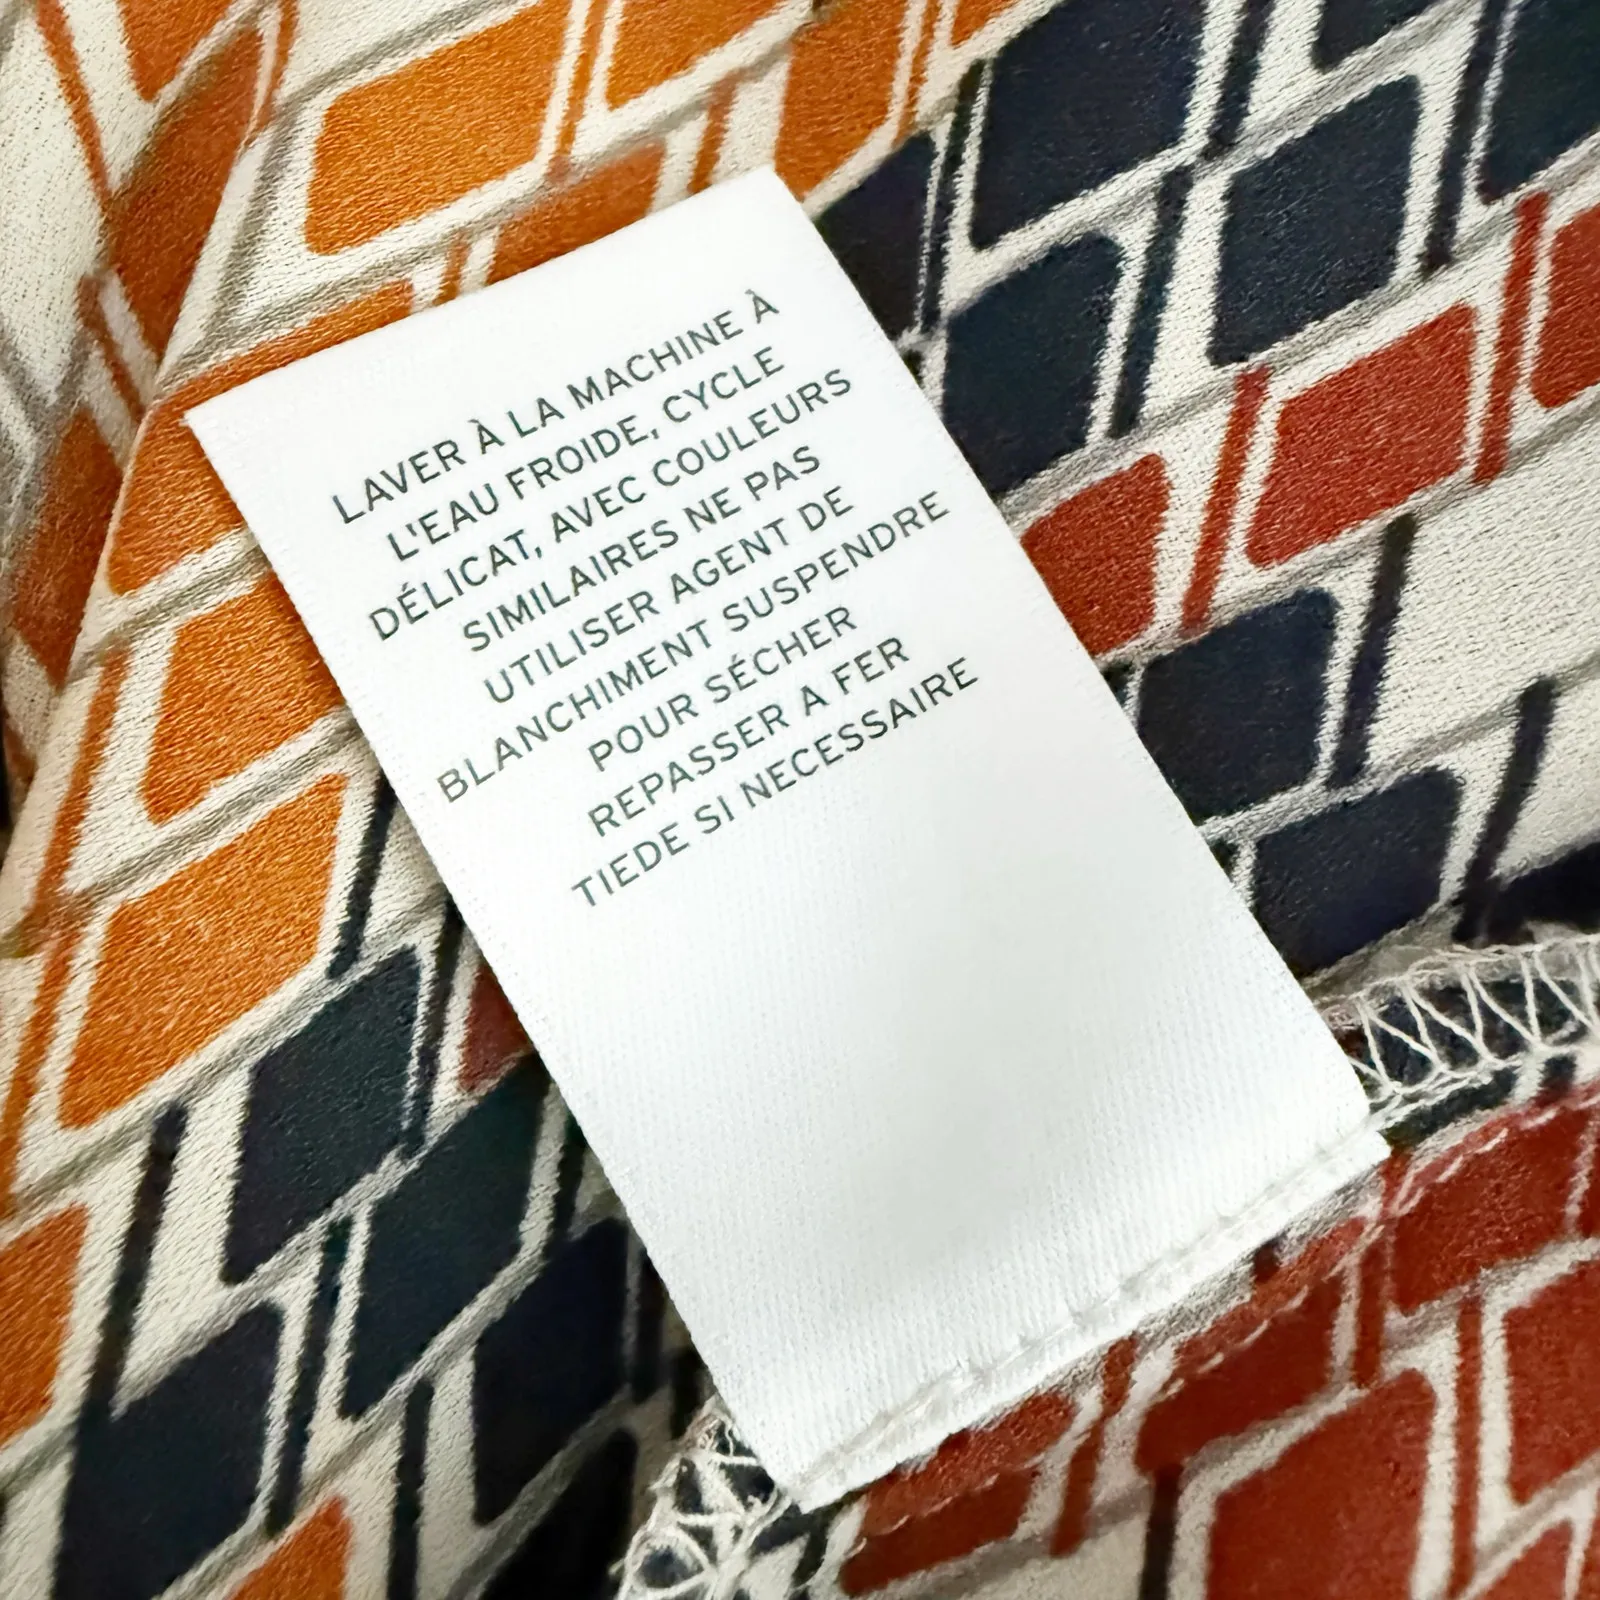 LAVER À LA MACHINE À
L'EAU FROIDE, CYCLE
DÉLICAT, AVEC COULEURS
SIMILAIRES NE PAS
UTILISER AGENT DE
BLANCHIMENT SUSPENDRE
POUR SÉCHER
REPASSER A FER
TIEDE SI NECESSAIRE